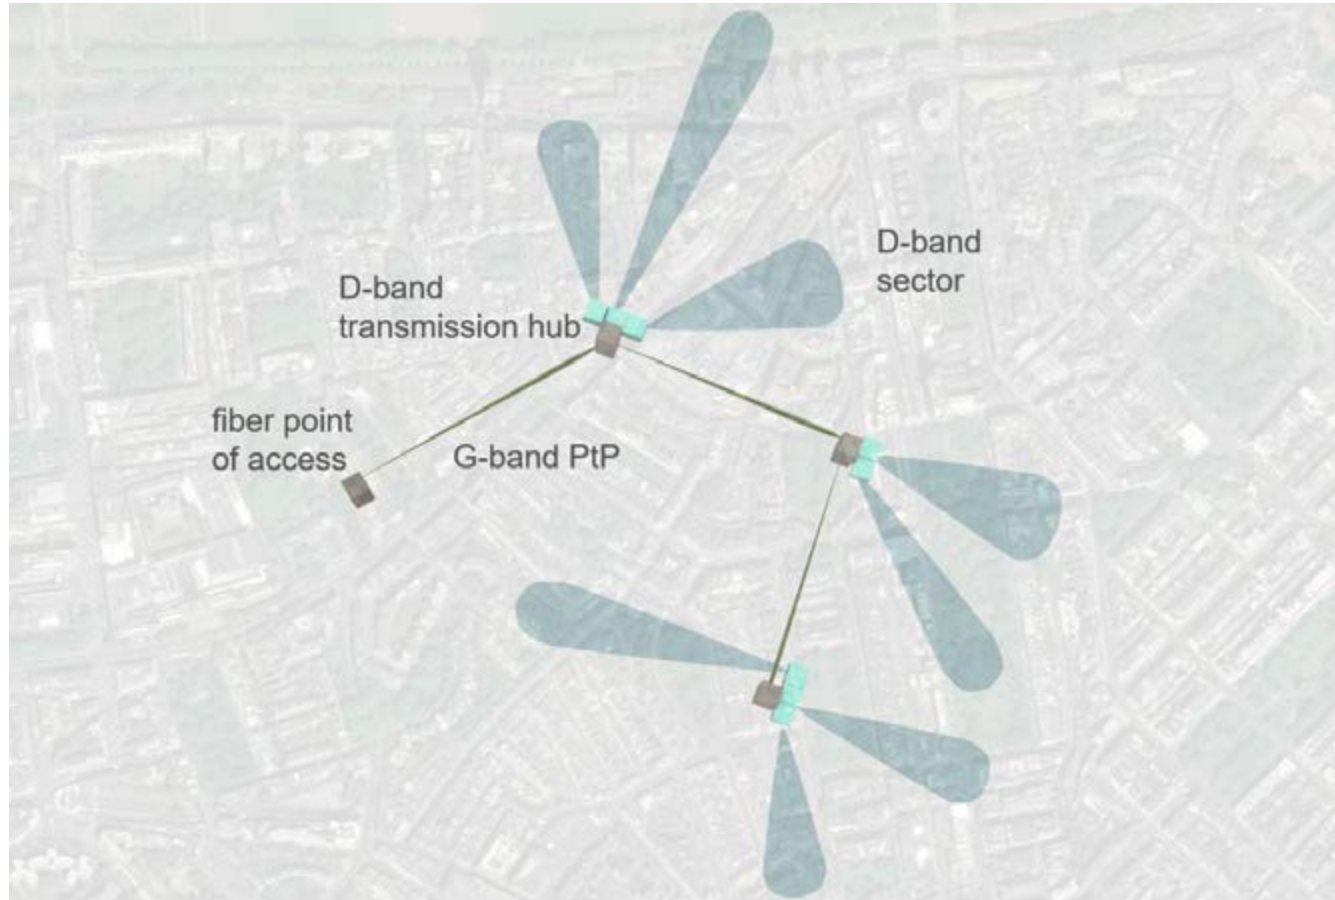 D-band
sector
D-band
transmission hub
fiber point
of access
G-band PtP